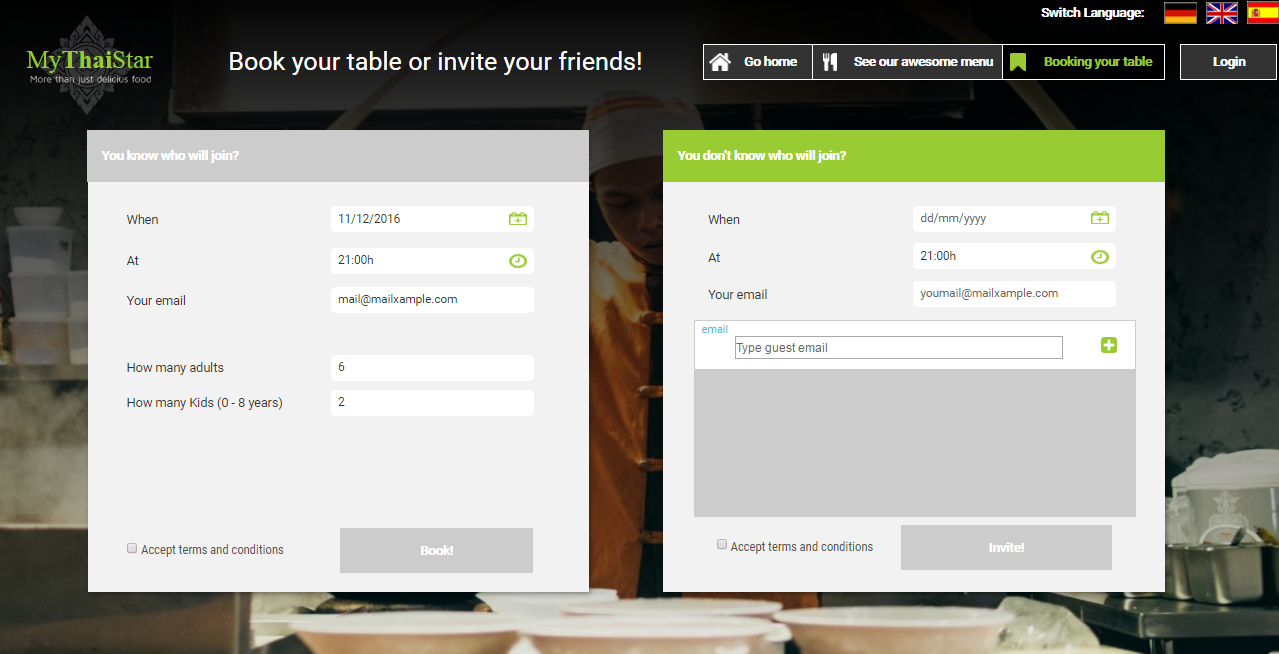 Switch Language:
MyThaiStar
More than just delicius food
Book your table or invite your friends!
Go home
See our awesome menu
Booking your table
Login
You know who will join?
When
11/12/2016
At
21:00h
Your email
mail@mailxample.com
How many adults
6
How many Kids (0 - 8 years)
2
Accept terms and conditions
Book!
You don't know who will join?
When
dd/mm/yyyy
At
21:00h
Your email
youmail@mailxample.com
email
Type guest email
Accept terms and conditions
Invite!